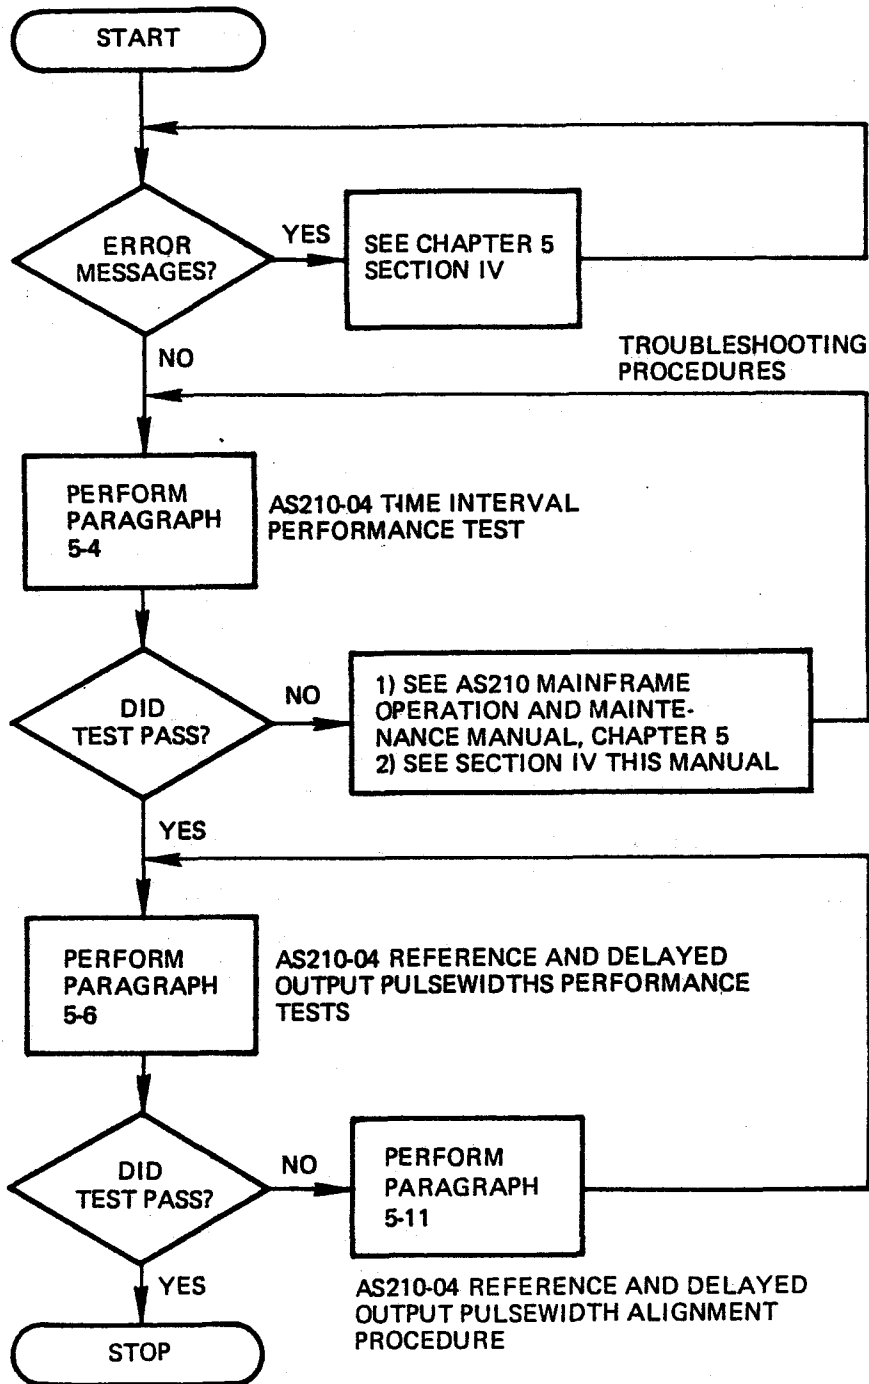 START
ERROR
MESSAGES?
YES
SEE CHAPTER 5
SECTION IV
NO
TROUBLESHOOTING
PROCEDURES
PERFORM
PARAGRAPH
5-4
AS210-04 TIME INTERVAL
PERFORMANCE TEST
DID
TEST PASS?
NO
1) SEE AS210 MAINFRAME
OPERATION AND MAINTE-
NANCE MANUAL, CHAPTER 5
2) SEE SECTION IV THIS MANUAL
YES
PERFORM
PARAGRAPH
5-6
AS210-04 REFERENCE AND DELAYED
OUTPUT PULSEWIDTHS PERFORMANCE
TESTS
DID
TEST PASS?
NO
PERFORM
PARAGRAPH
5-11
YES
AS210-04 REFERENCE AND DELAYED
OUTPUT PULSEWIDTH ALIGNMENT
PROCEDURE
STOP